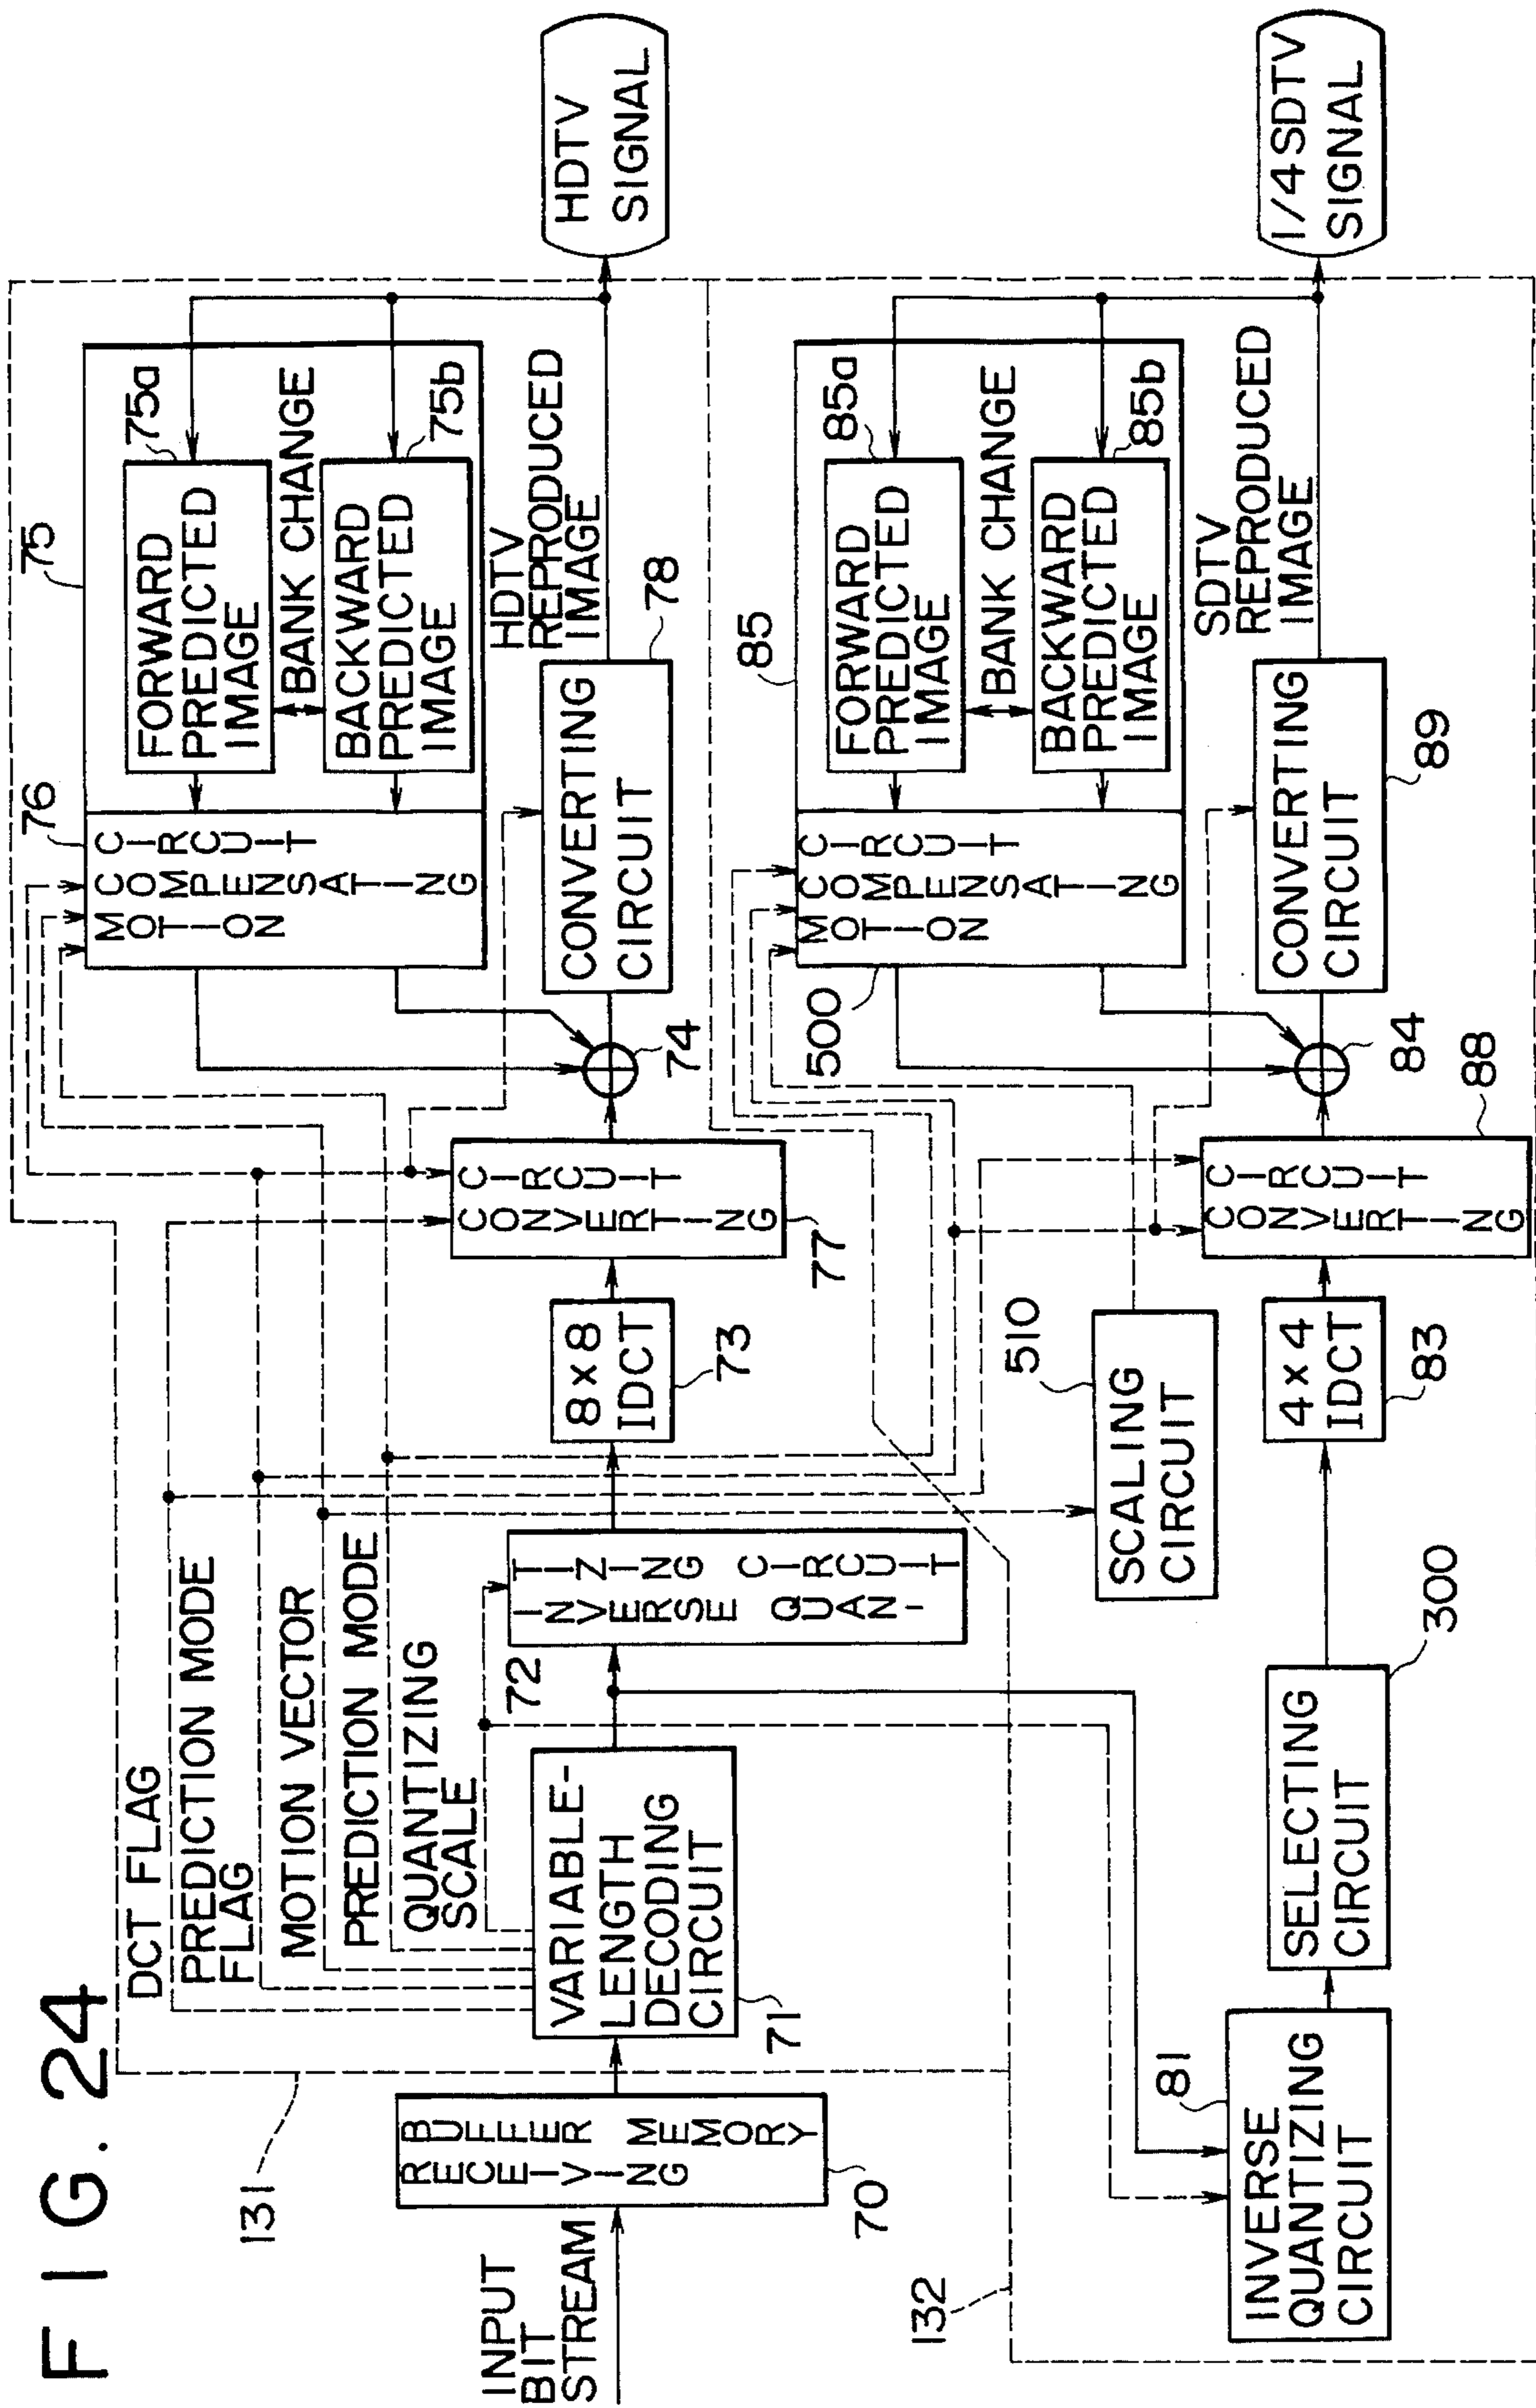 FIG. 24
131
DCT FLAG
PREDICTION MODE
FLAG
MOTION VECTOR
PREDICTION MODE
QUANTIZING
SCALE
INPUT
BIT
STREAM
RECEIVING
BUFFER MEMORY
70
VARIABLE-
LENGTH
DECODING
CIRCUIT
71
72
INVERSE QUAN-
TIZING CIRCUIT
8×8
IDCT
73
CONVERTING
CIRCUIT
77
74
76
MOTION
COMPENSATING
CIRCUIT
75
FORWARD
PREDICTED
IMAGE
75a
BANK CHANGE
BACKWARD
PREDICTED
IMAGE
75b
CONVERTING
CIRCUIT
78
HDTV
REPRODUCED
IMAGE
HDTV
SIGNAL
132
INVERSE
QUANTIZING
CIRCUIT
81
SELECTING
CIRCUIT
300
SCALING
CIRCUIT
510
4×4
IDCT
83
CONVERTING
CIRCUIT
88
84
500
MOTION
COMPENSATING
CIRCUIT
85
FORWARD
PREDICTED
IMAGE
85a
BANK CHANGE
BACKWARD
PREDICTED
IMAGE
85b
CONVERTING
CIRCUIT
89
SDTV
REPRODUCED
IMAGE
1/4SDTV
SIGNAL